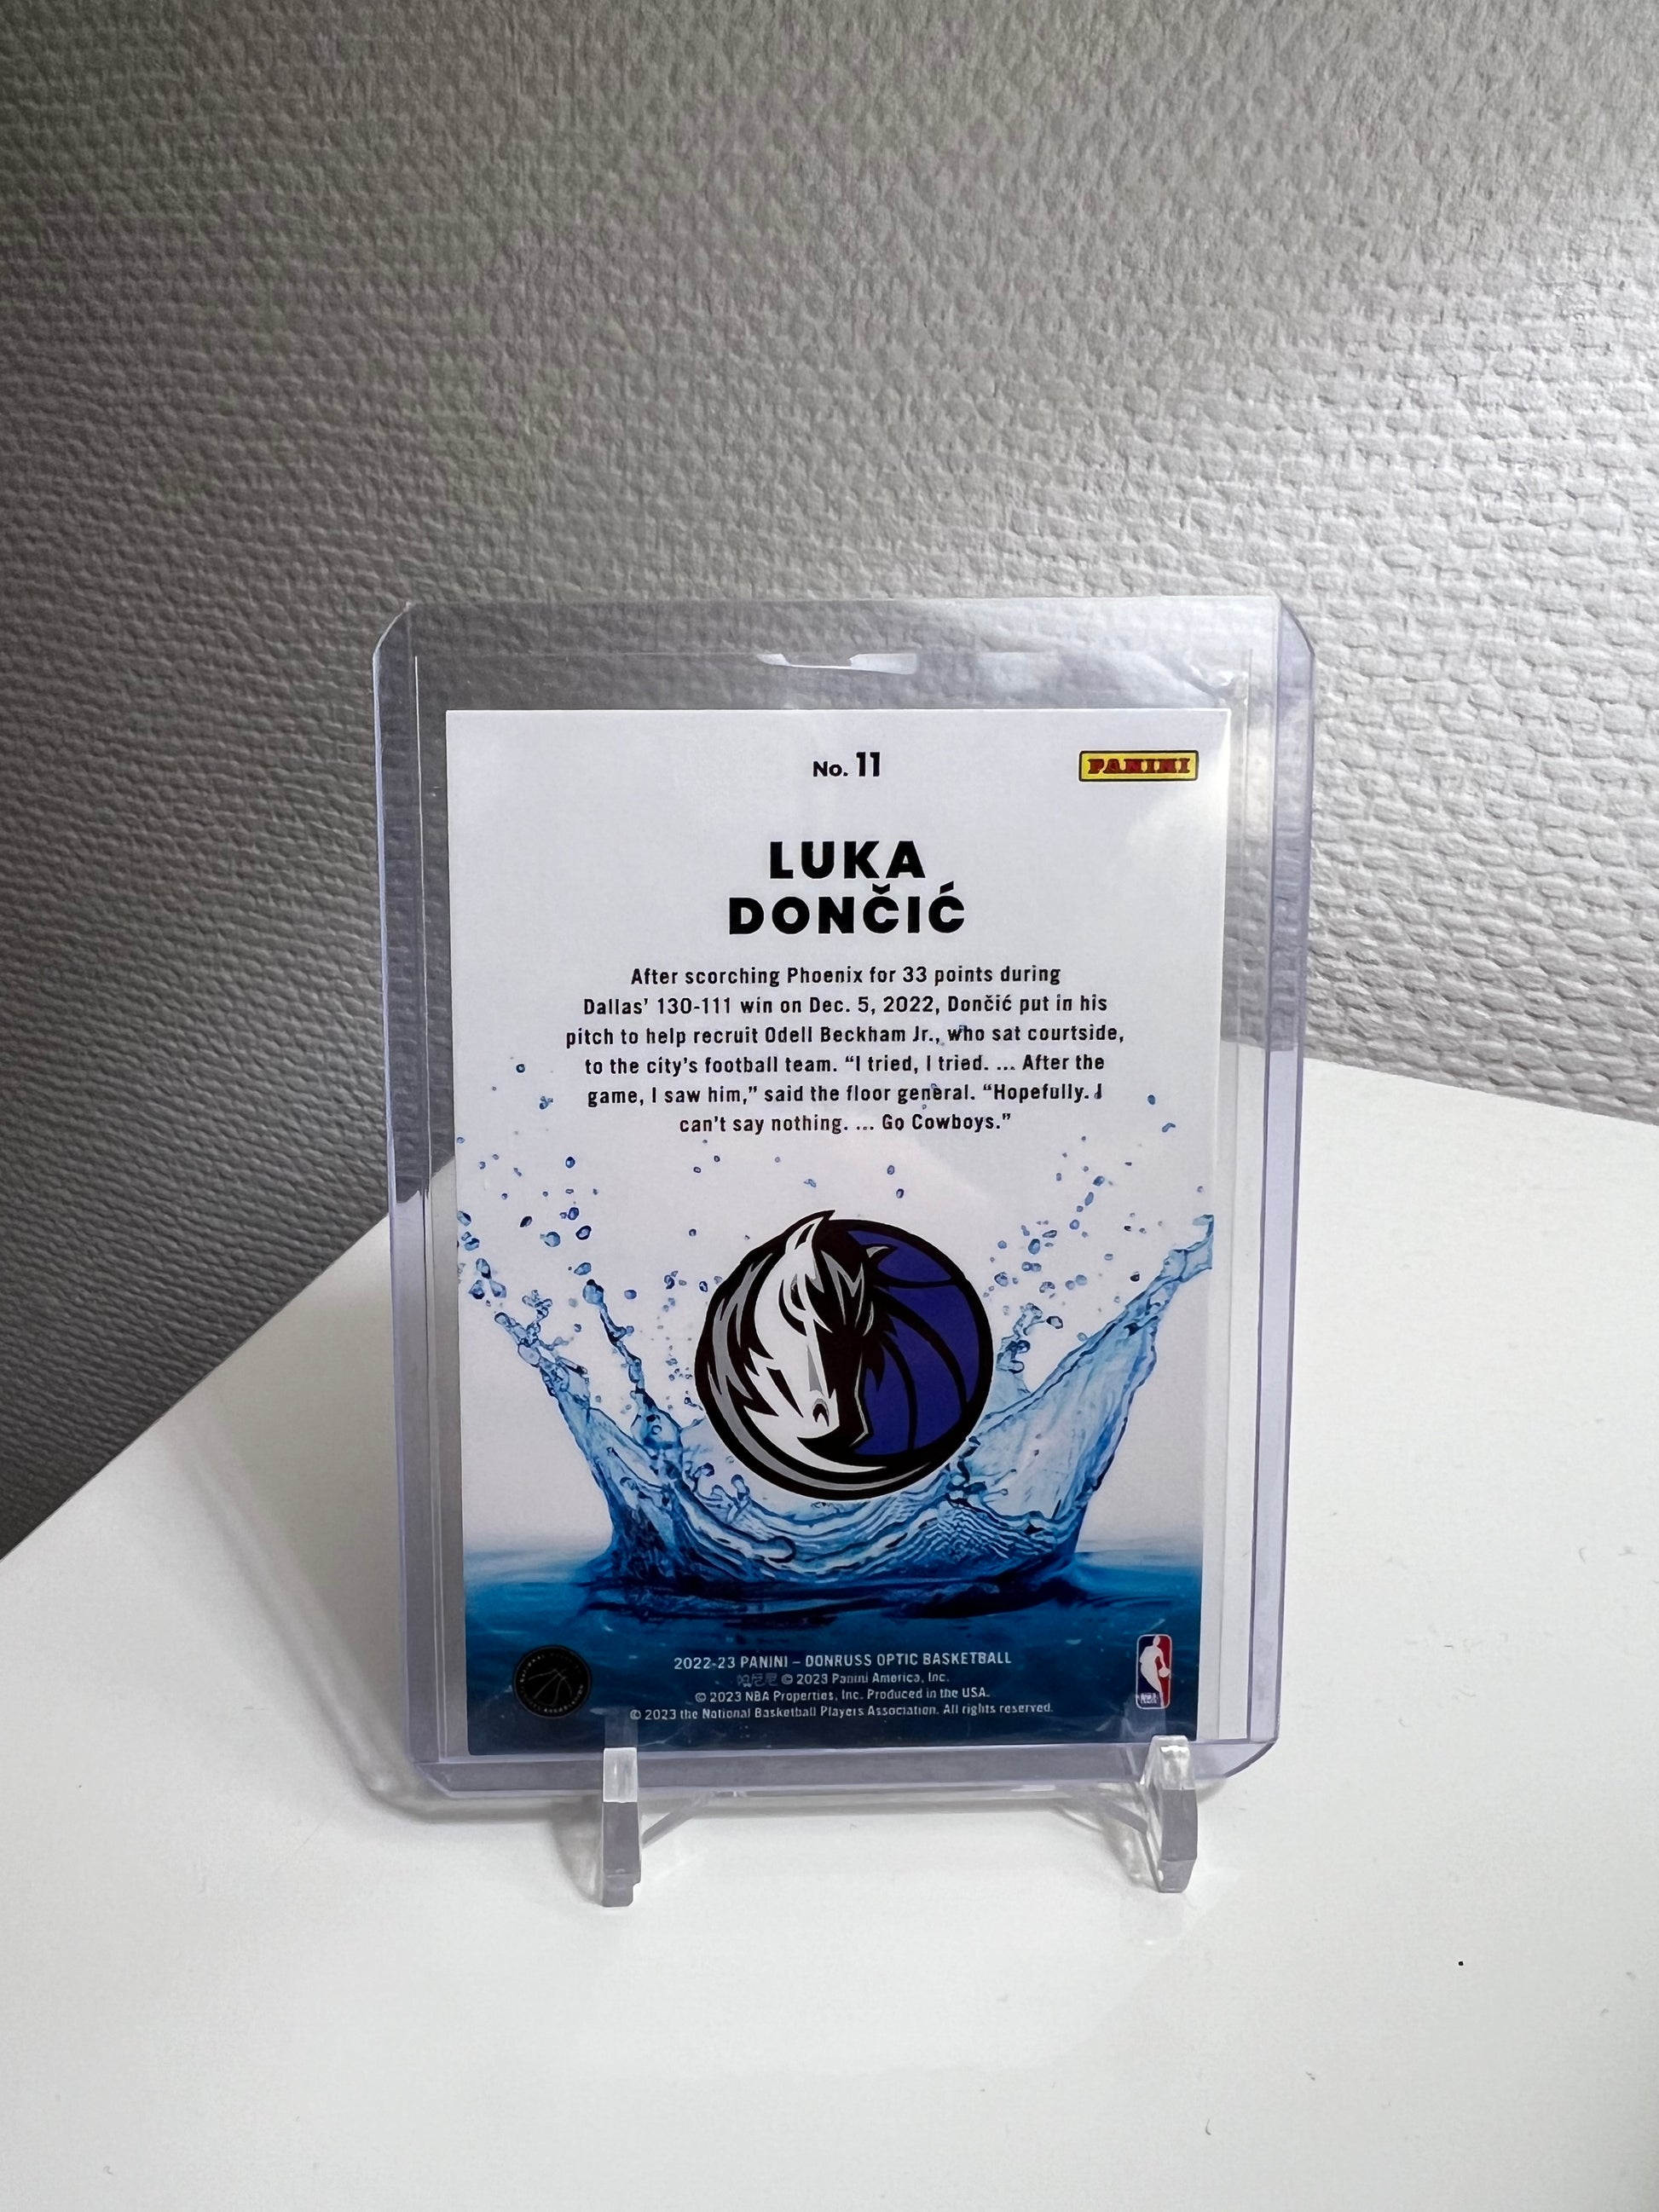 No. 11
PANINI
LUKA
DONČIĆ
After scorching Phoenix for 33 points during
Dallas' 130-111 win on Dec. 5, 2022, Dončić put in his
pitch to help recruit Odell Beckham Jr., who sat courtside,
to the city's football team. “I tried, I tried. ... After the
game, I saw him,” said the floor general. “Hopefully. I
can't say nothing. ... Go Cowboys.”
2022-23 PANINI – DONRUSS OPTIC BASKETBALL
© 2023 Panini America, Inc.
© 2023 NBA Properties, Inc. Produced in the USA.
© 2023 the National Basketball Players Association. All rights reserved.